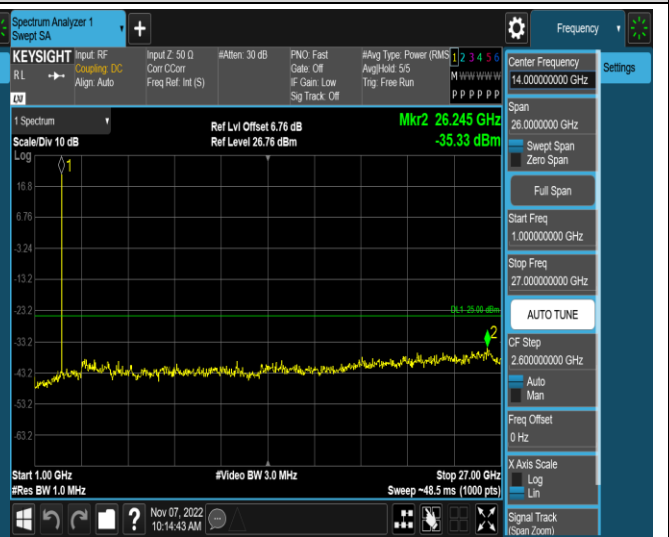 Spectrum Analyzer 1
Swept SA
Frequency
KEYSIGHT
RL
Input: RF
Coupling: DC
Align: Auto
Input Z: 50 Ω
Corr CCorr
Freq Ref: Int (S)
#Atten: 30 dB
PNO: Fast
Gate: Off
IF Gain: Low
Sig Track: Off
#Avg Type: Power (RMS
Avg|Hold: 5/5
Trig: Free Run
1 2 3 4 5 6
M W W W W W
P P P P P P
Center Frequency
14.000000000 GHz
Settings
Span
26.0000000 GHz
Swept Span
Zero Span
Full Span
Start Freq
1.000000000 GHz
Stop Freq
27.000000000 GHz
AUTO TUNE
CF Step
2.600000000 GHz
Auto
Man
Freq Offset
0 Hz
X Axis Scale
Log
Lin
Signal Track
(Span Zoom)
1 Spectrum
Scale/Div 10 dB
Ref Lvl Offset 6.76 dB
Ref Level 26.76 dBm
Mkr2 26.245 GHz
-35.33 dBm
Log
1
16.8
6.76
-3.24
-13.2
-23.2
DL1 -25.00 dBm
-33.2
2
-43.2
-53.2
-63.2
Start 1.00 GHz
#Video BW 3.0 MHz
Stop 27.00 GHz
#Res BW 1.0 MHz
Sweep ~48.5 ms (1000 pts)
?
Nov 07, 2022
10:14:43 AM